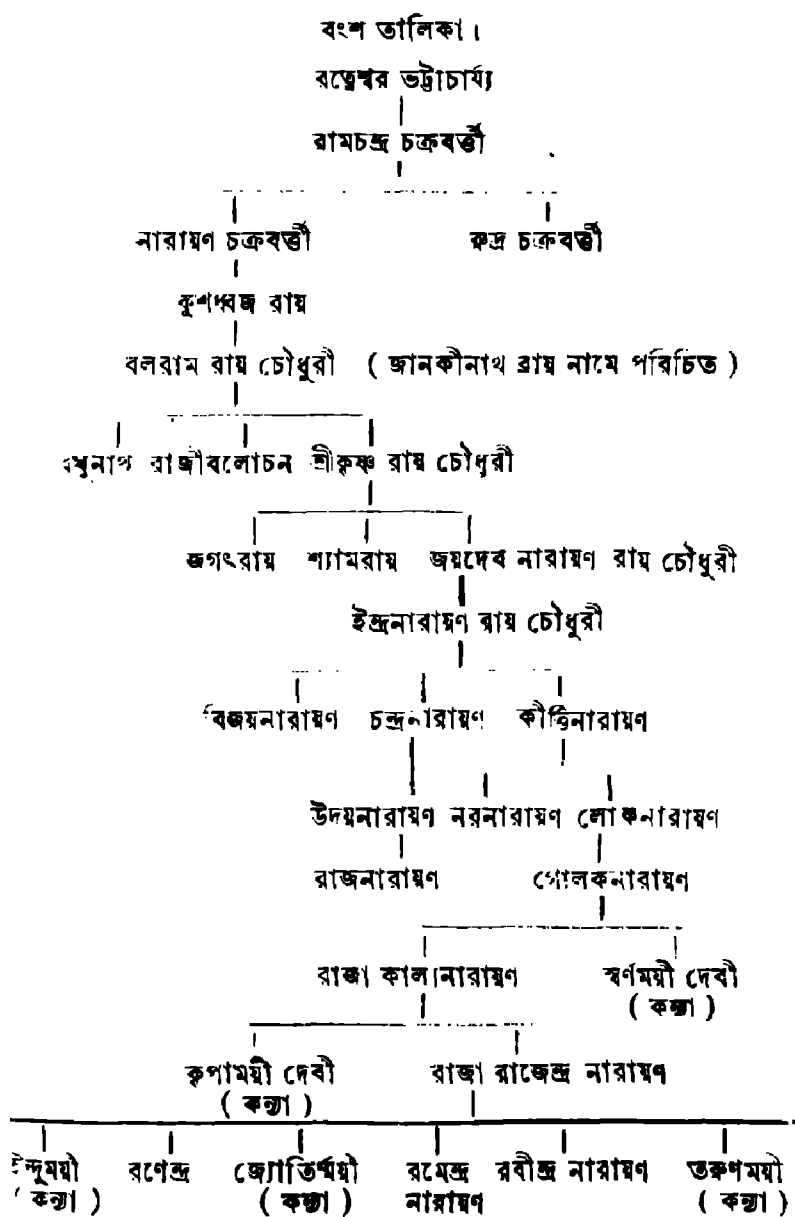 বংশ তালিকা।
রত্নেশ্বর ভট্টাচার্য্য
রামচন্দ্র চক্রবর্ত্তী
নারায়ণ চক্রবর্ত্তী রুদ্র চক্রবর্ত্তী
কুশধ্বজ রায়
বলরাম রায় চৌধুরী ( জানকীনাথ রায় নামে পরিচিত )
রাজীবলোচন শ্রীকৃষ্ণ রায় চৌধুরী
জগৎরায় শ্যামরায় জয়দেব নারায়ণ রায় চৌধুরী
ইন্দ্রনারায়ণ রায় চৌধুরী
বিজয়নারায়ণ চন্দ্রনারায়ণ কীর্ত্তিনারায়ণ
উদয়নারায়ণ নরনারায়ণ লোকনারায়ণ
রাজনারায়ণ গোলকনারায়ণ
রাজা কালীনারায়ণ স্বর্ণময়ী দেবী
( কন্যা )
কৃপাময়ী দেবী রাজা রাজেন্দ্র নারায়ণ
( কন্যা )
ইন্দুময়ী রণেন্দ্র জ্যোতির্ম্ময়ী রমেন্দ্র রবীন্দ্র নারায়ণ তরুণময়ী
( কন্যা ) ( কন্যা ) নারায়ণ ( কন্যা )